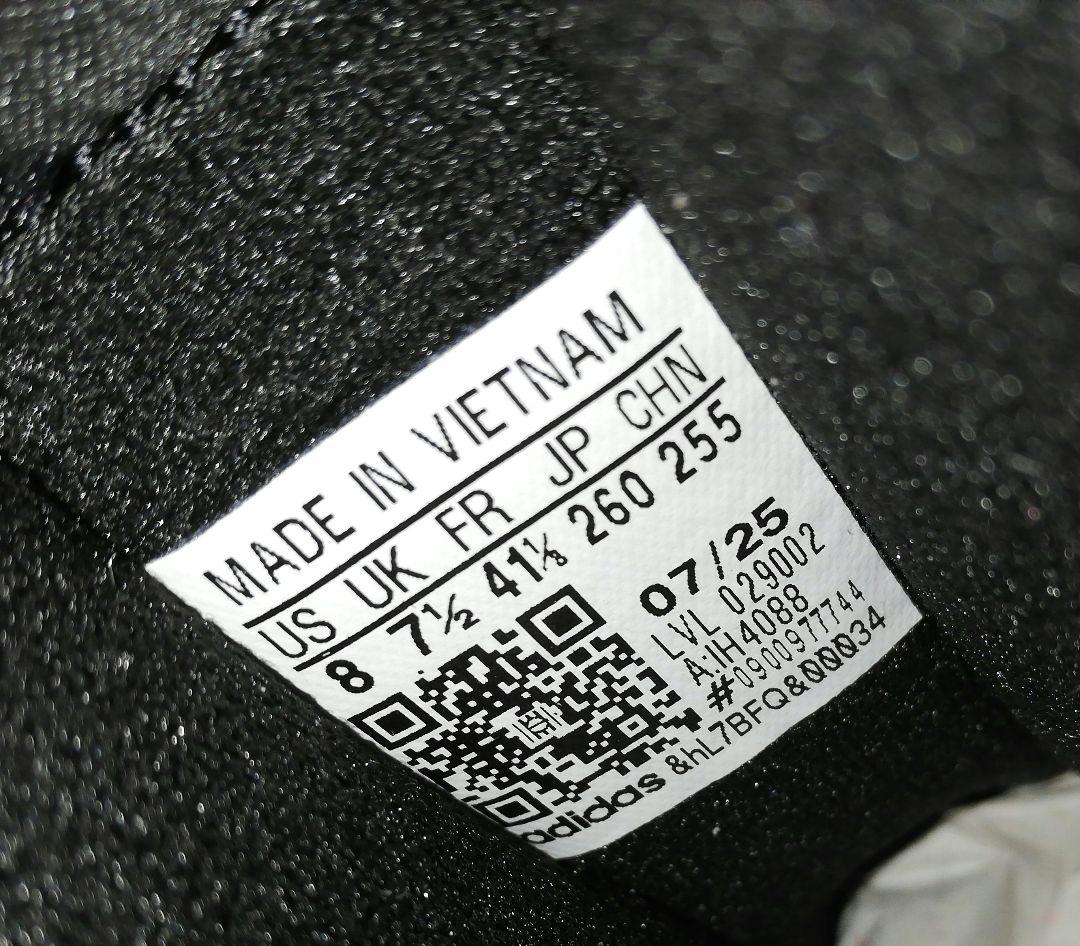 MADE IN VIETNAM
US UK FR JP CHN
8 7½ 41⅓ 260 255
07/25
LVL 029002
A:IH4088
#0900977744
adidas &hL7BFQ&00034